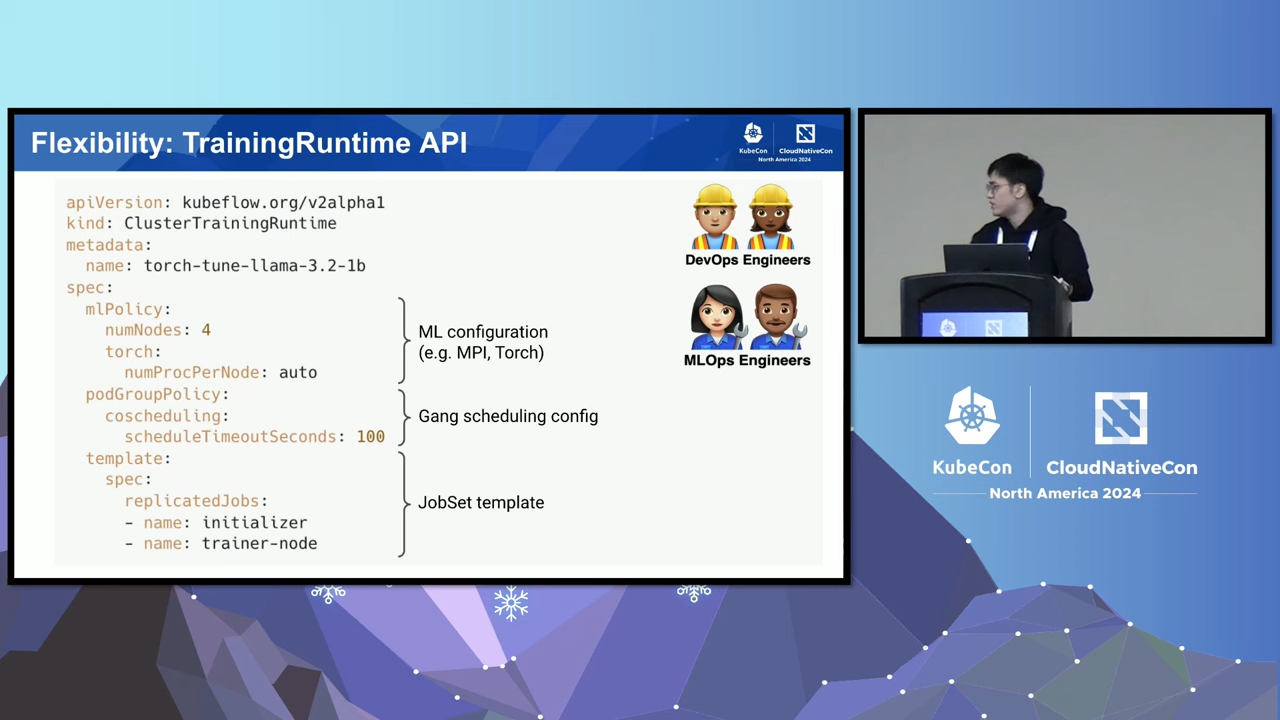 Flexibility: TrainingRuntime API
KubeCon
CloudNativeCon
North America 2024
apiVersion: kubeflow.org/v2alpha1
kind: ClusterTrainingRuntime
metadata:
name: torch-tune-llama-3.2-1b
spec:
mlPolicy:
numNodes: 4
torch:
numProcPerNode: auto
podGroupPolicy:
coscheduling:
scheduleTimeoutSeconds: 100
template:
spec:
replicatedJobs:
- name: initializer
- name: trainer-node
ML configuration
(e.g. MPI, Torch)
Gang scheduling config
JobSet template
DevOps Engineers
MLOps Engineers
KubeCon
CloudNativeCon
North America 2024